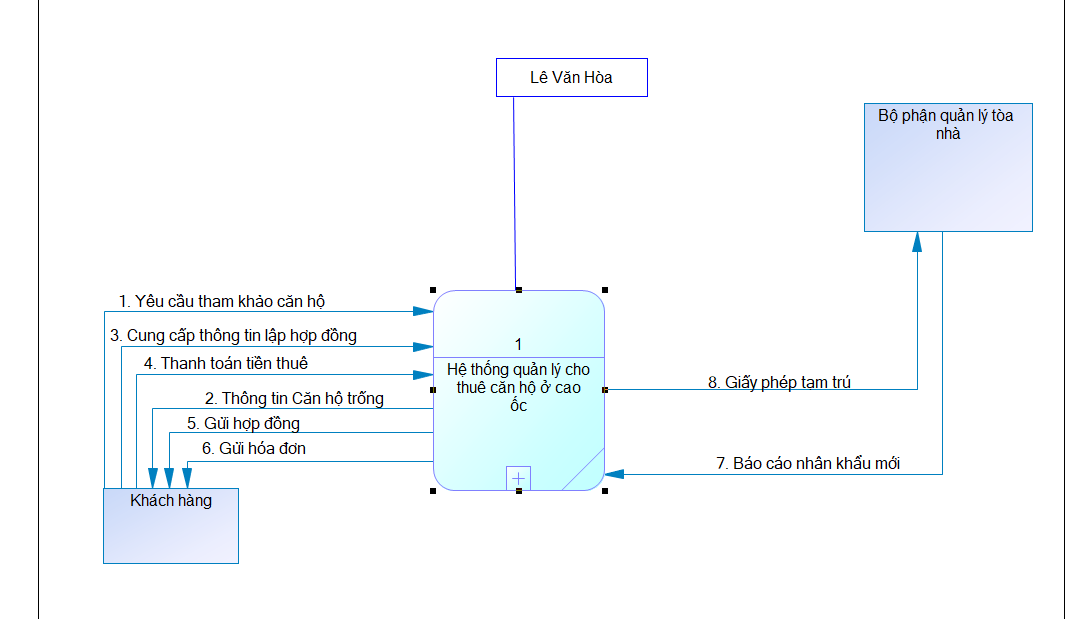 Lê Văn Hòa
Bộ phận quản lý tòa
nhà
1. Yêu cầu tham khảo căn hộ
3. Cung cấp thông tin lập hợp đồng
4. Thanh toán tiền thuê
2. Thông tin Căn hộ trống
5. Gửi hợp đồng
6. Gửi hóa đơn
Khách hàng
1
Hệ thống quản lý cho
thuê căn hộ ở cao
ốc
8. Giấy phép tam trú
7. Báo cáo nhân khẩu mới